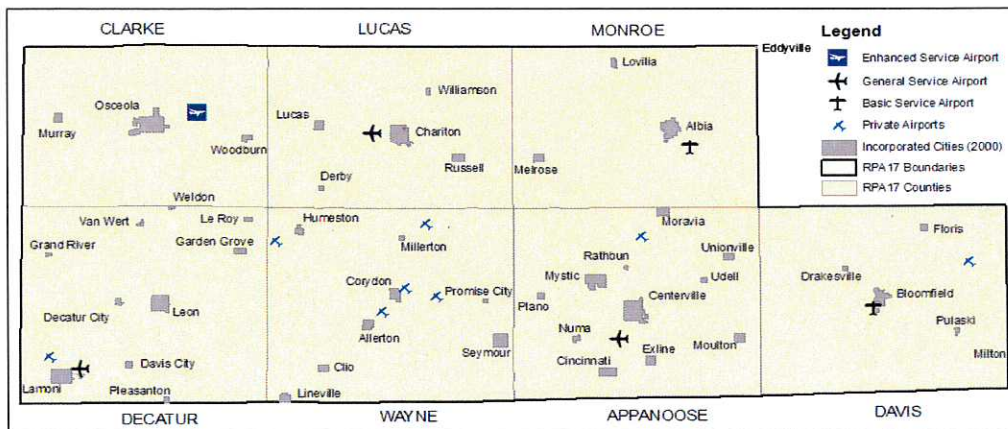 CLARKE
LUCAS
MONROE
Eddyville
Legend
Enhanced Service Airport
General Service Airport
Basic Service Airport
Private Airports
Incorporated Cities (2000)
RPA17 Boundaries
RPA17 Counties
Osceola
Murray
Woodburn
Lucas
Williamson
Chariton
Derby
Russell
Lovilia
Albia
Melrose
Weldon
Van Wert
Le Roy
Grand River
Garden Grove
Decatur City
Leon
Davis City
Lamoni
Pleasanton
Humeston
Millerton
Corydon
Promise City
Allerton
Seymour
Clio
Lineville
Moravia
Rathbun
Unionville
Mystic
Udell
Plano
Centerville
Numa
Cincinnati
Exline
Moulton
Floris
Drakesville
Bloomfield
Pulaski
Milton
DECATUR
WAYNE
APPANOOSE
DAVIS